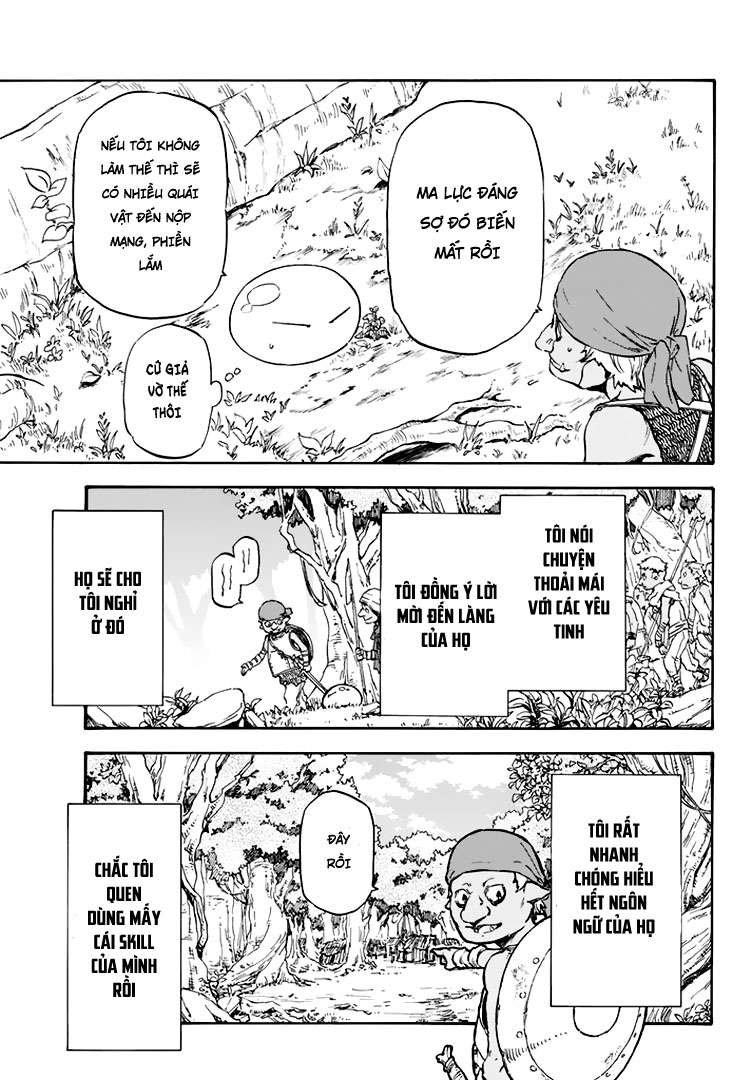 MA LỰC ĐÁNG
SỢ ĐÓ BIẾN
MẤT RỒI
NẾU TÔI KHÔNG
LÀM THẾ THÌ SẼ
CÓ NHIỀU QUÁI
VẬT ĐẾN NỘP
MẠNG, PHIỀN
LẮM
CỨ GIẢ
VỜ THẾ
THÔI
TÔI NÓI
CHUYỆN
THOẢI MÁI
VỚI CÁC YÊU
TINH
TÔI ĐỒNG Ý LỜI
MỜI ĐẾN LÀNG
CỦA HỌ
HỌ SẼ CHO
TÔI NGHỈ
Ở ĐÓ
TÔI RẤT
NHANH
CHÓNG HIỂU
HẾT NGÔN
NGỮ CỦA HỌ
ĐÂY
RỒI
CHẮC TÔI
QUEN
DÙNG MẤY
CÁI SKILL
CỦA MÌNH
RỒI